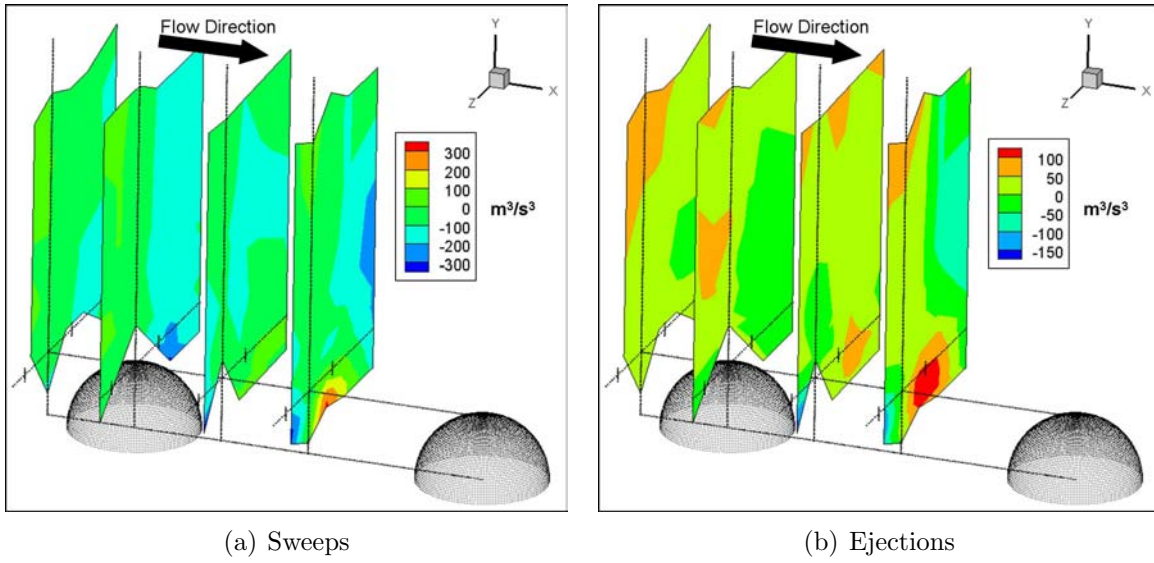 Flow Direction
Y
X
Z
300
200
100
0
-100
-200
-300
m³/s³
(a) Sweeps
Flow Direction
Y
X
Z
100
50
0
-50
-100
-150
m³/s³
(b) Ejections